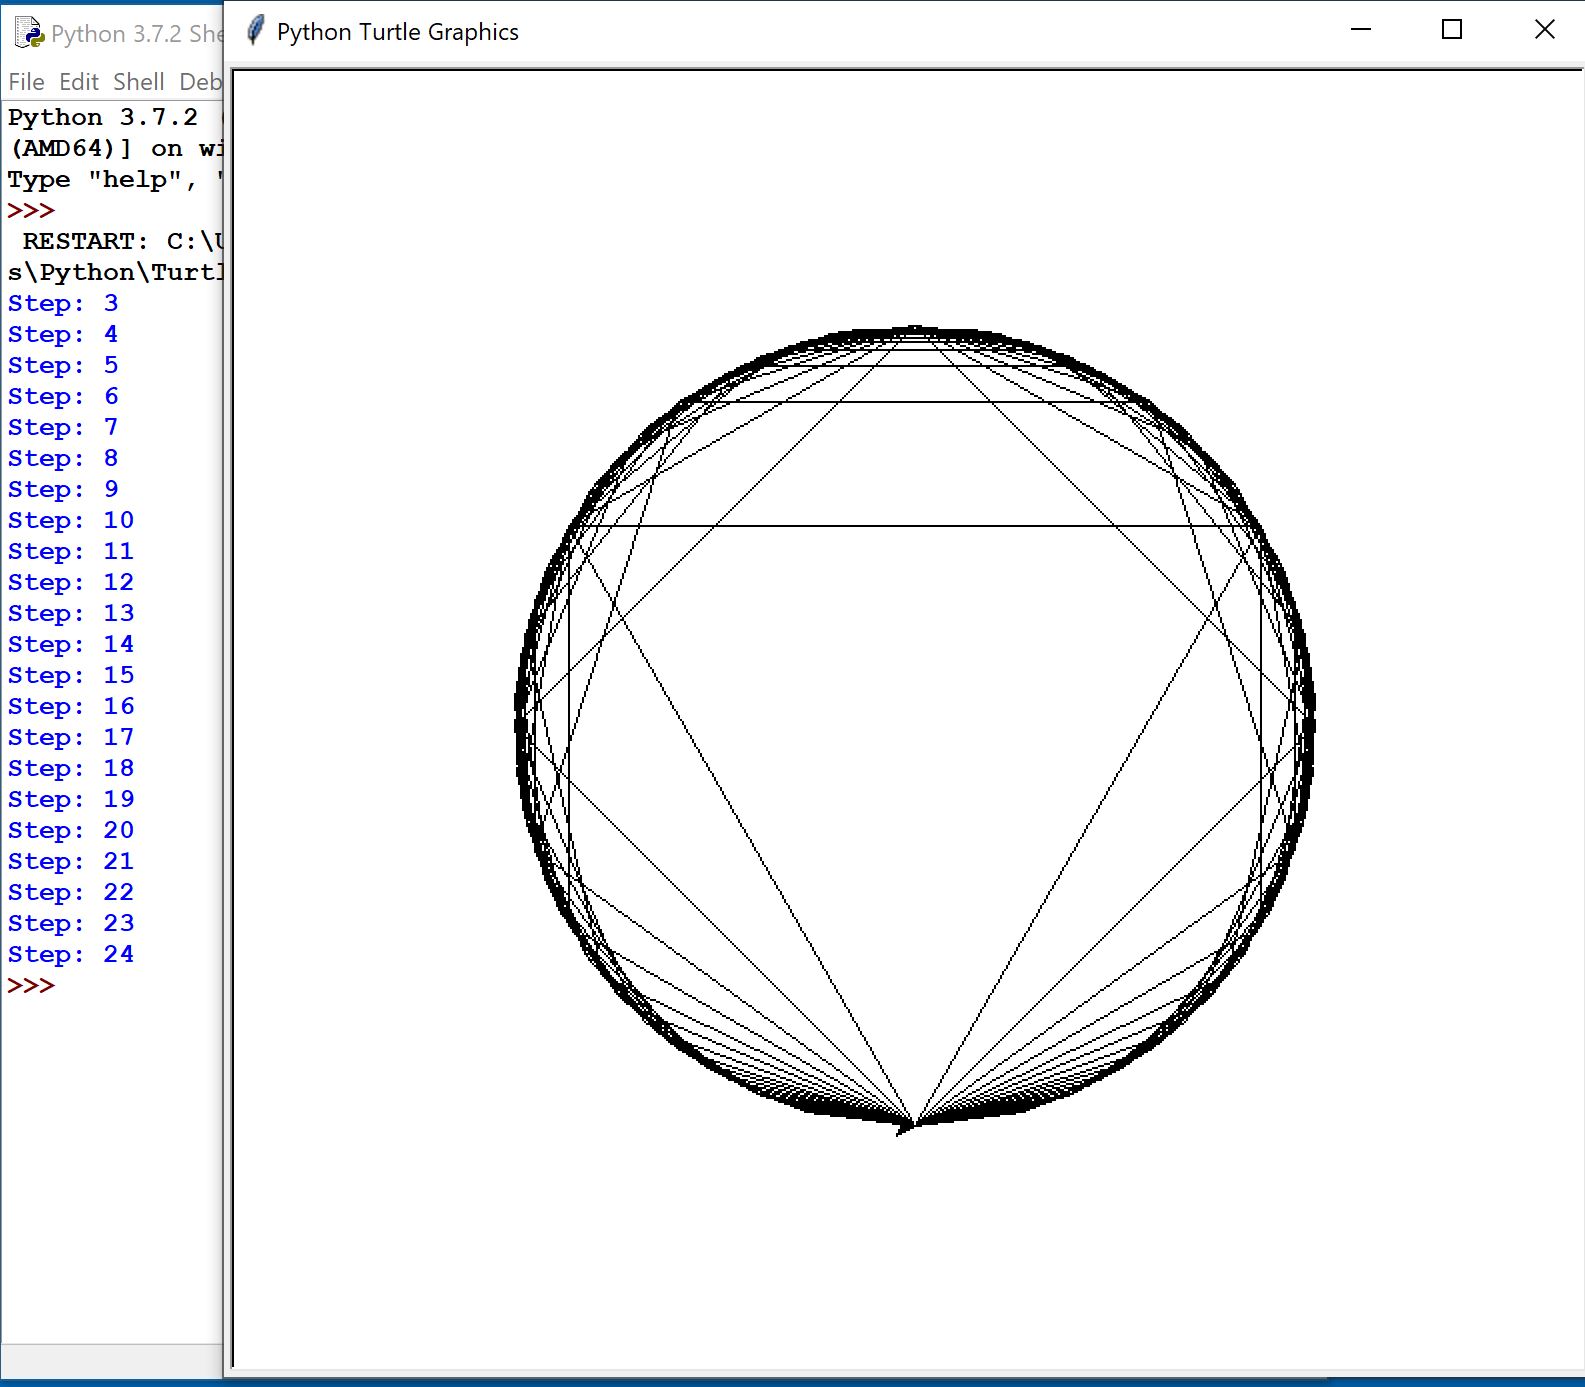 Python 3.7.2 She
File Edit Shell Deb
Python 3.7.2 (
(AMD64)] on wi
Type "help", "
>>>
RESTART: C:\U
s\Python\Turtl
Step: 3
Step: 4
Step: 5
Step: 6
Step: 7
Step: 8
Step: 9
Step: 10
Step: 11
Step: 12
Step: 13
Step: 14
Step: 15
Step: 16
Step: 17
Step: 18
Step: 19
Step: 20
Step: 21
Step: 22
Step: 23
Step: 24
>>>
Python Turtle Graphics